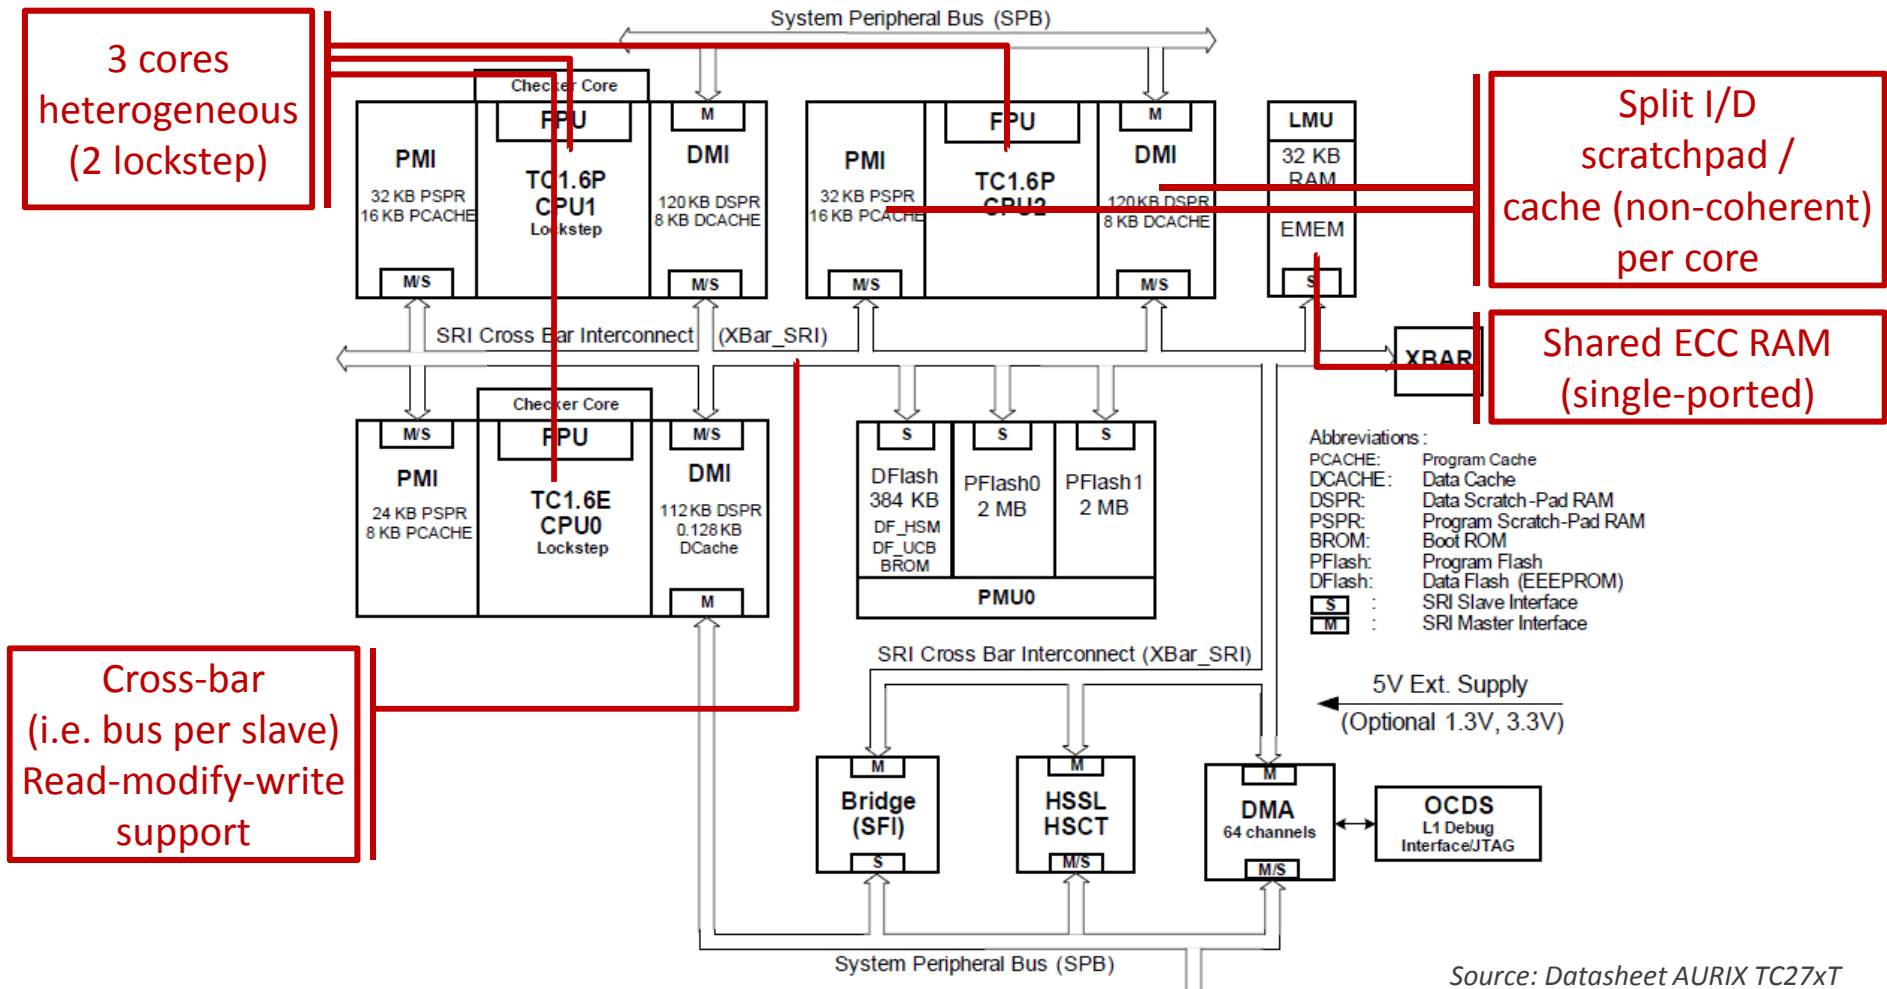 System Peripheral Bus (SPB)
3 cores
heterogeneous
(2 lockstep)
Checker Core
FPU
M
PMI
DMI
32 KB PSPR
16 KB PCACHE
TC1.6P
CPU1
Lockstep
120 KB DSPR
8 KB DCACHE
M/S
M/S
FPU
M
PMI
DMI
32 KB PSPR
16 KB PCACHE
TC1.6P
CPU2
120 KB DSPR
8 KB DCACHE
M/S
M/S
LMU
32 KB
RAM
EMEM
S
Split I/D
scratchpad /
cache (non-coherent)
per core
Shared ECC RAM
(single-ported)
SRI Cross Bar Interconnect (XBar_SRI)
XBAR
Checker Core
M/S
FPU
M/S
PMI
DMI
24 KB PSPR
8 KB PCACHE
TC1.6E
CPU0
Lockstep
112 KB DSPR
0.128 KB
DCache
M
S
S
S
DFlash
384 KB
DF_HSM
DF_UCB
BROM
PFlash0
2 MB
PFlash1
2 MB
PMU0
Abbreviations :
PCACHE: Program Cache
DCACHE: Data Cache
DSPR: Data Scratch-Pad RAM
PSPR: Program Scratch-Pad RAM
BROM: Boot ROM
PFlash: Program Flash
DFlash: Data Flash (EEEPROM)
S : SRI Slave Interface
M : SRI Master Interface
Cross-bar
(i.e. bus per slave)
Read-modify-write
support
SRI Cross Bar Interconnect (XBar_SRI)
5V Ext. Supply
(Optional 1.3V, 3.3V)
M
Bridge
(SFI)
S
M
HSSL
HSCT
M/S
M
DMA
64 channels
M/S
OCDS
L1 Debug
Interface/JTAG
System Peripheral Bus (SPB)
Source: Datasheet AURIX TC27xT